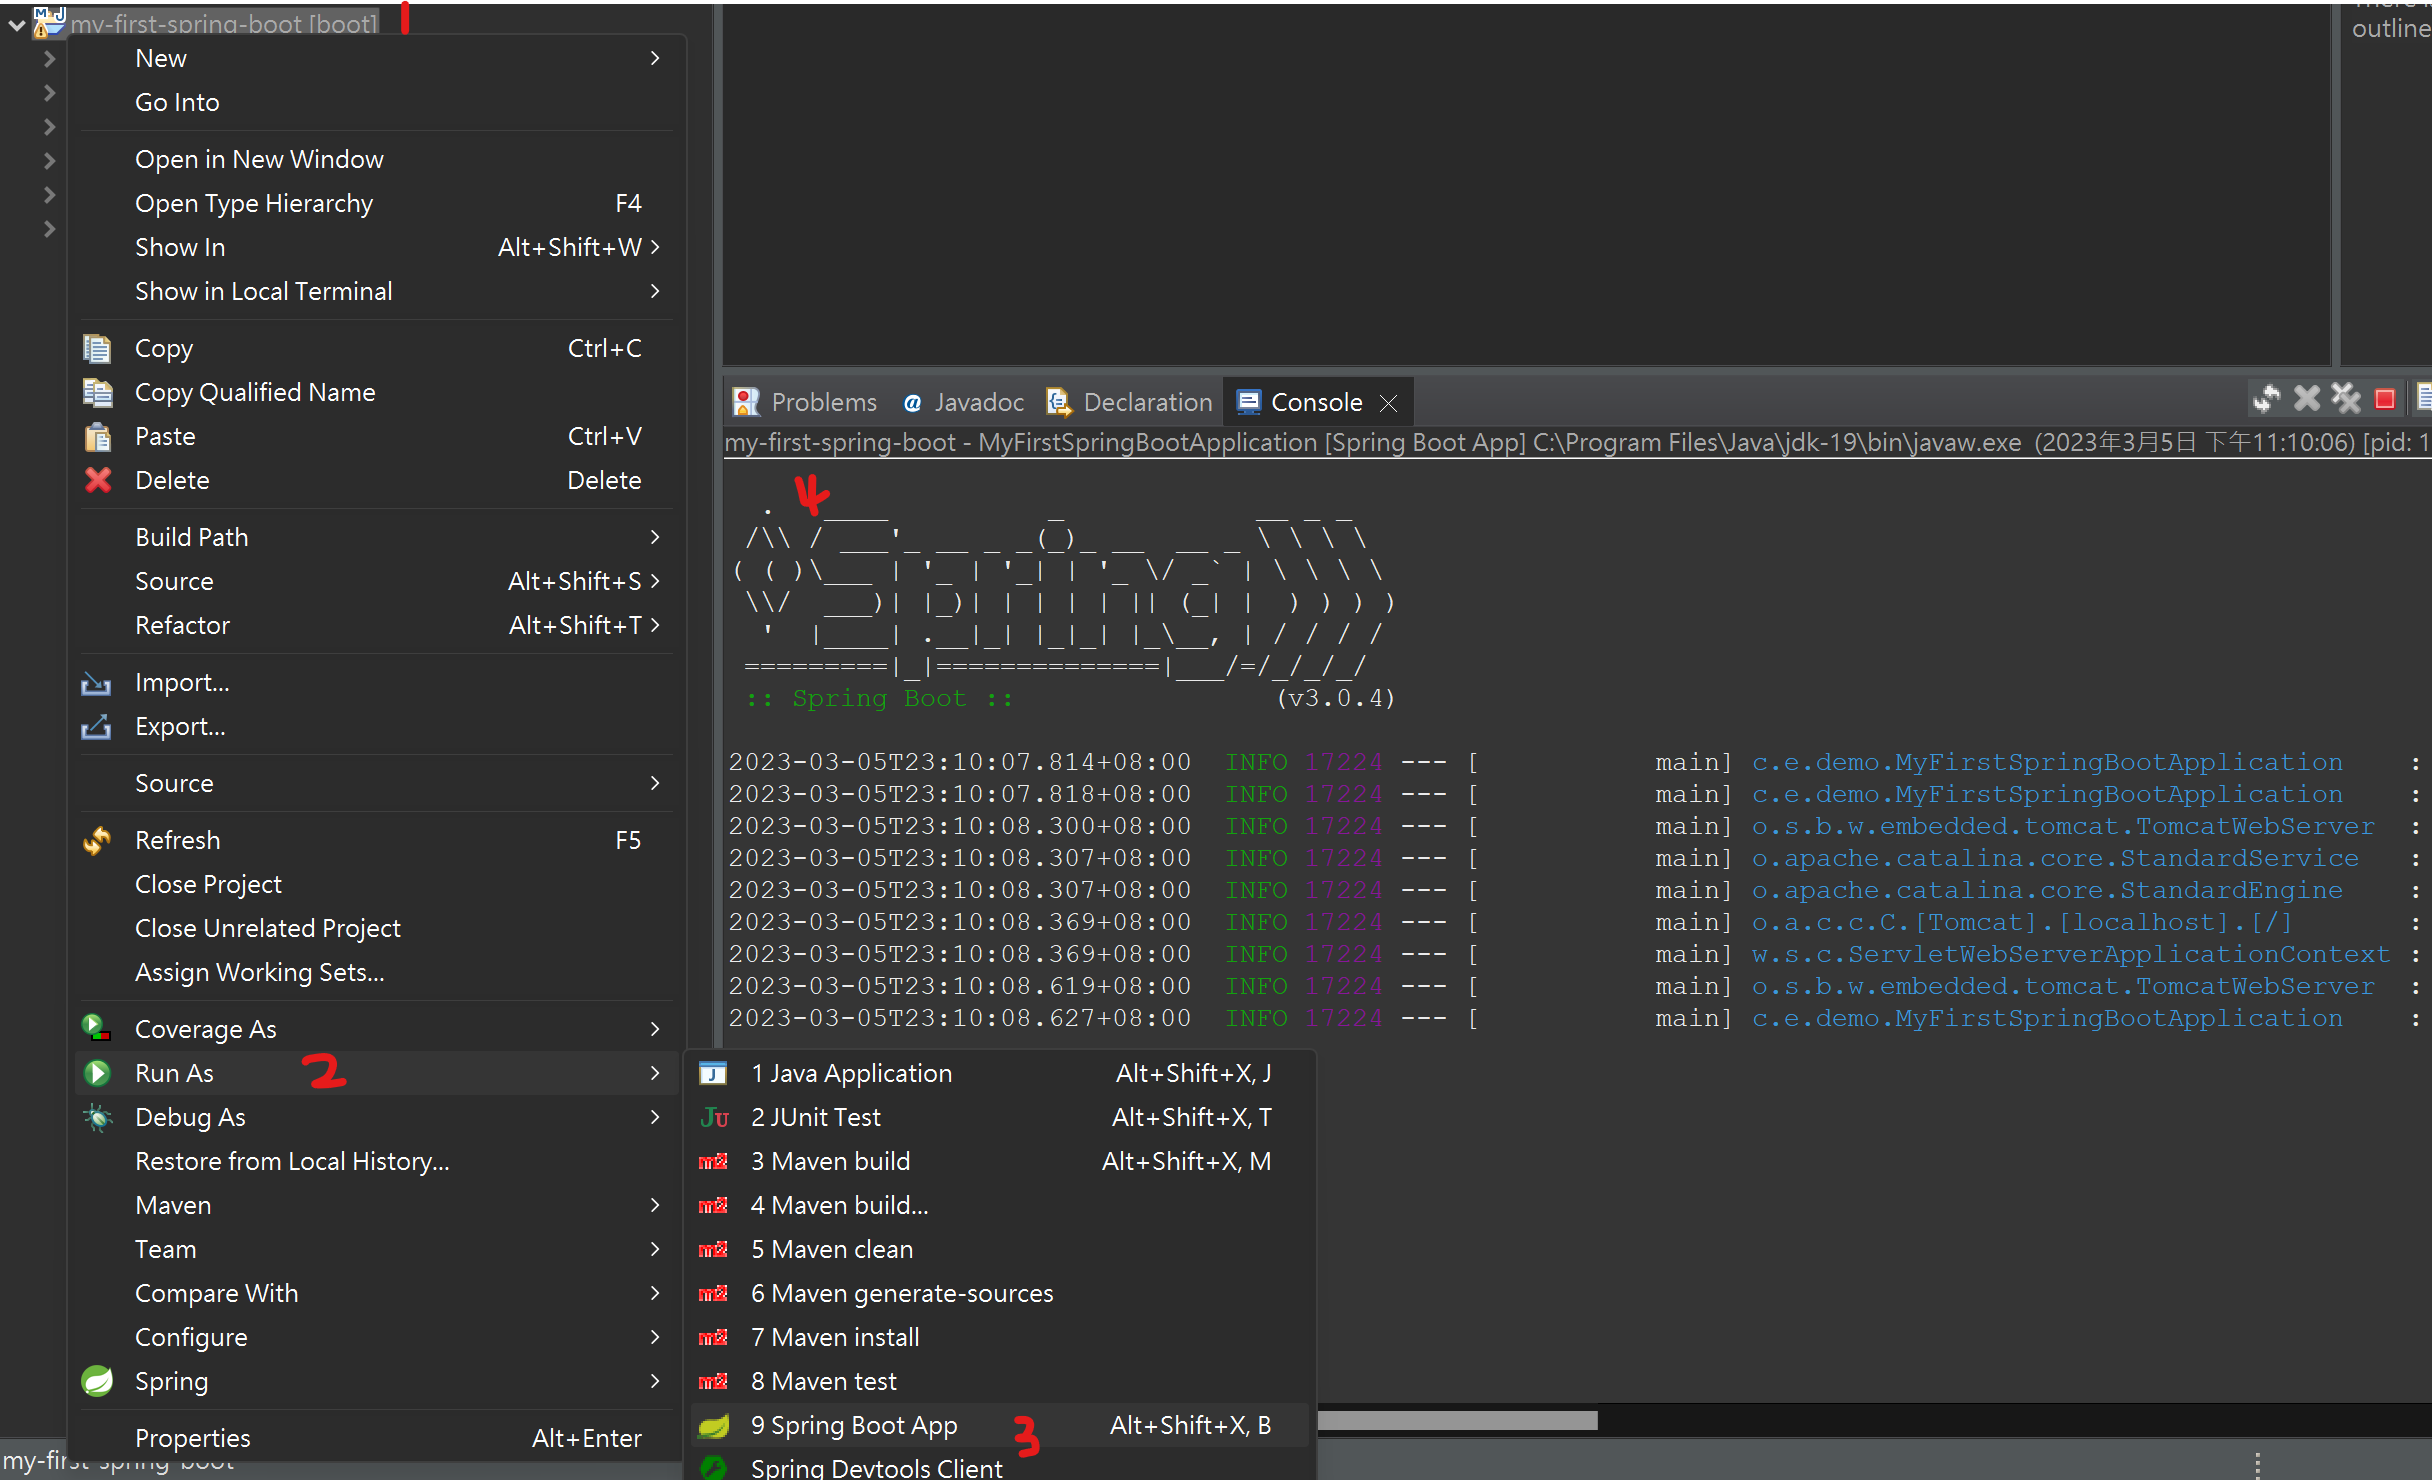 my-first-spring-boot [boot]
1
New
Go Into
Open in New Window
Open Type Hierarchy F4
Show In Alt+Shift+W
Show in Local Terminal
Copy Ctrl+C
Copy Qualified Name
Paste Ctrl+V
Delete Delete
Build Path
Source Alt+Shift+S
Refactor Alt+Shift+T
Import...
Export...
Source
Refresh F5
Close Project
Close Unrelated Project
Assign Working Sets...
Coverage As
Run As 2
Debug As
Restore from Local History...
Maven
Team
Compare With
Configure
Spring
Properties Alt+Enter
my-first-spring-boot
1 Java Application Alt+Shift+X, J
2 JUnit Test Alt+Shift+X, T
3 Maven build Alt+Shift+X, M
4 Maven build...
5 Maven clean
6 Maven generate-sources
7 Maven install
8 Maven test
9 Spring Boot App 3 Alt+Shift+X, B
Spring Devtools Client
outline
Problems @ Javadoc Declaration Console
my-first-spring-boot - MyFirstSpringBootApplication [Spring Boot App] C:\Program Files\Java\jdk-19\bin\javaw.exe (2023年3月5日 下午11:10:06) [pid: 1
4
Spring
:: Spring Boot :: (v3.0.4)
2023-03-05T23:10:07.814+08:00 INFO 17224 --- [ main] c.e.demo.MyFirstSpringBootApplication :
2023-03-05T23:10:07.818+08:00 INFO 17224 --- [ main] c.e.demo.MyFirstSpringBootApplication :
2023-03-05T23:10:08.300+08:00 INFO 17224 --- [ main] o.s.b.w.embedded.tomcat.TomcatWebServer :
2023-03-05T23:10:08.307+08:00 INFO 17224 --- [ main] o.apache.catalina.core.StandardService :
2023-03-05T23:10:08.307+08:00 INFO 17224 --- [ main] o.apache.catalina.core.StandardEngine :
2023-03-05T23:10:08.369+08:00 INFO 17224 --- [ main] o.a.c.c.C.[Tomcat].[localhost].[/] :
2023-03-05T23:10:08.369+08:00 INFO 17224 --- [ main] w.s.c.ServletWebServerApplicationContext :
2023-03-05T23:10:08.619+08:00 INFO 17224 --- [ main] o.s.b.w.embedded.tomcat.TomcatWebServer :
2023-03-05T23:10:08.627+08:00 INFO 17224 --- [ main] c.e.demo.MyFirstSpringBootApplication :